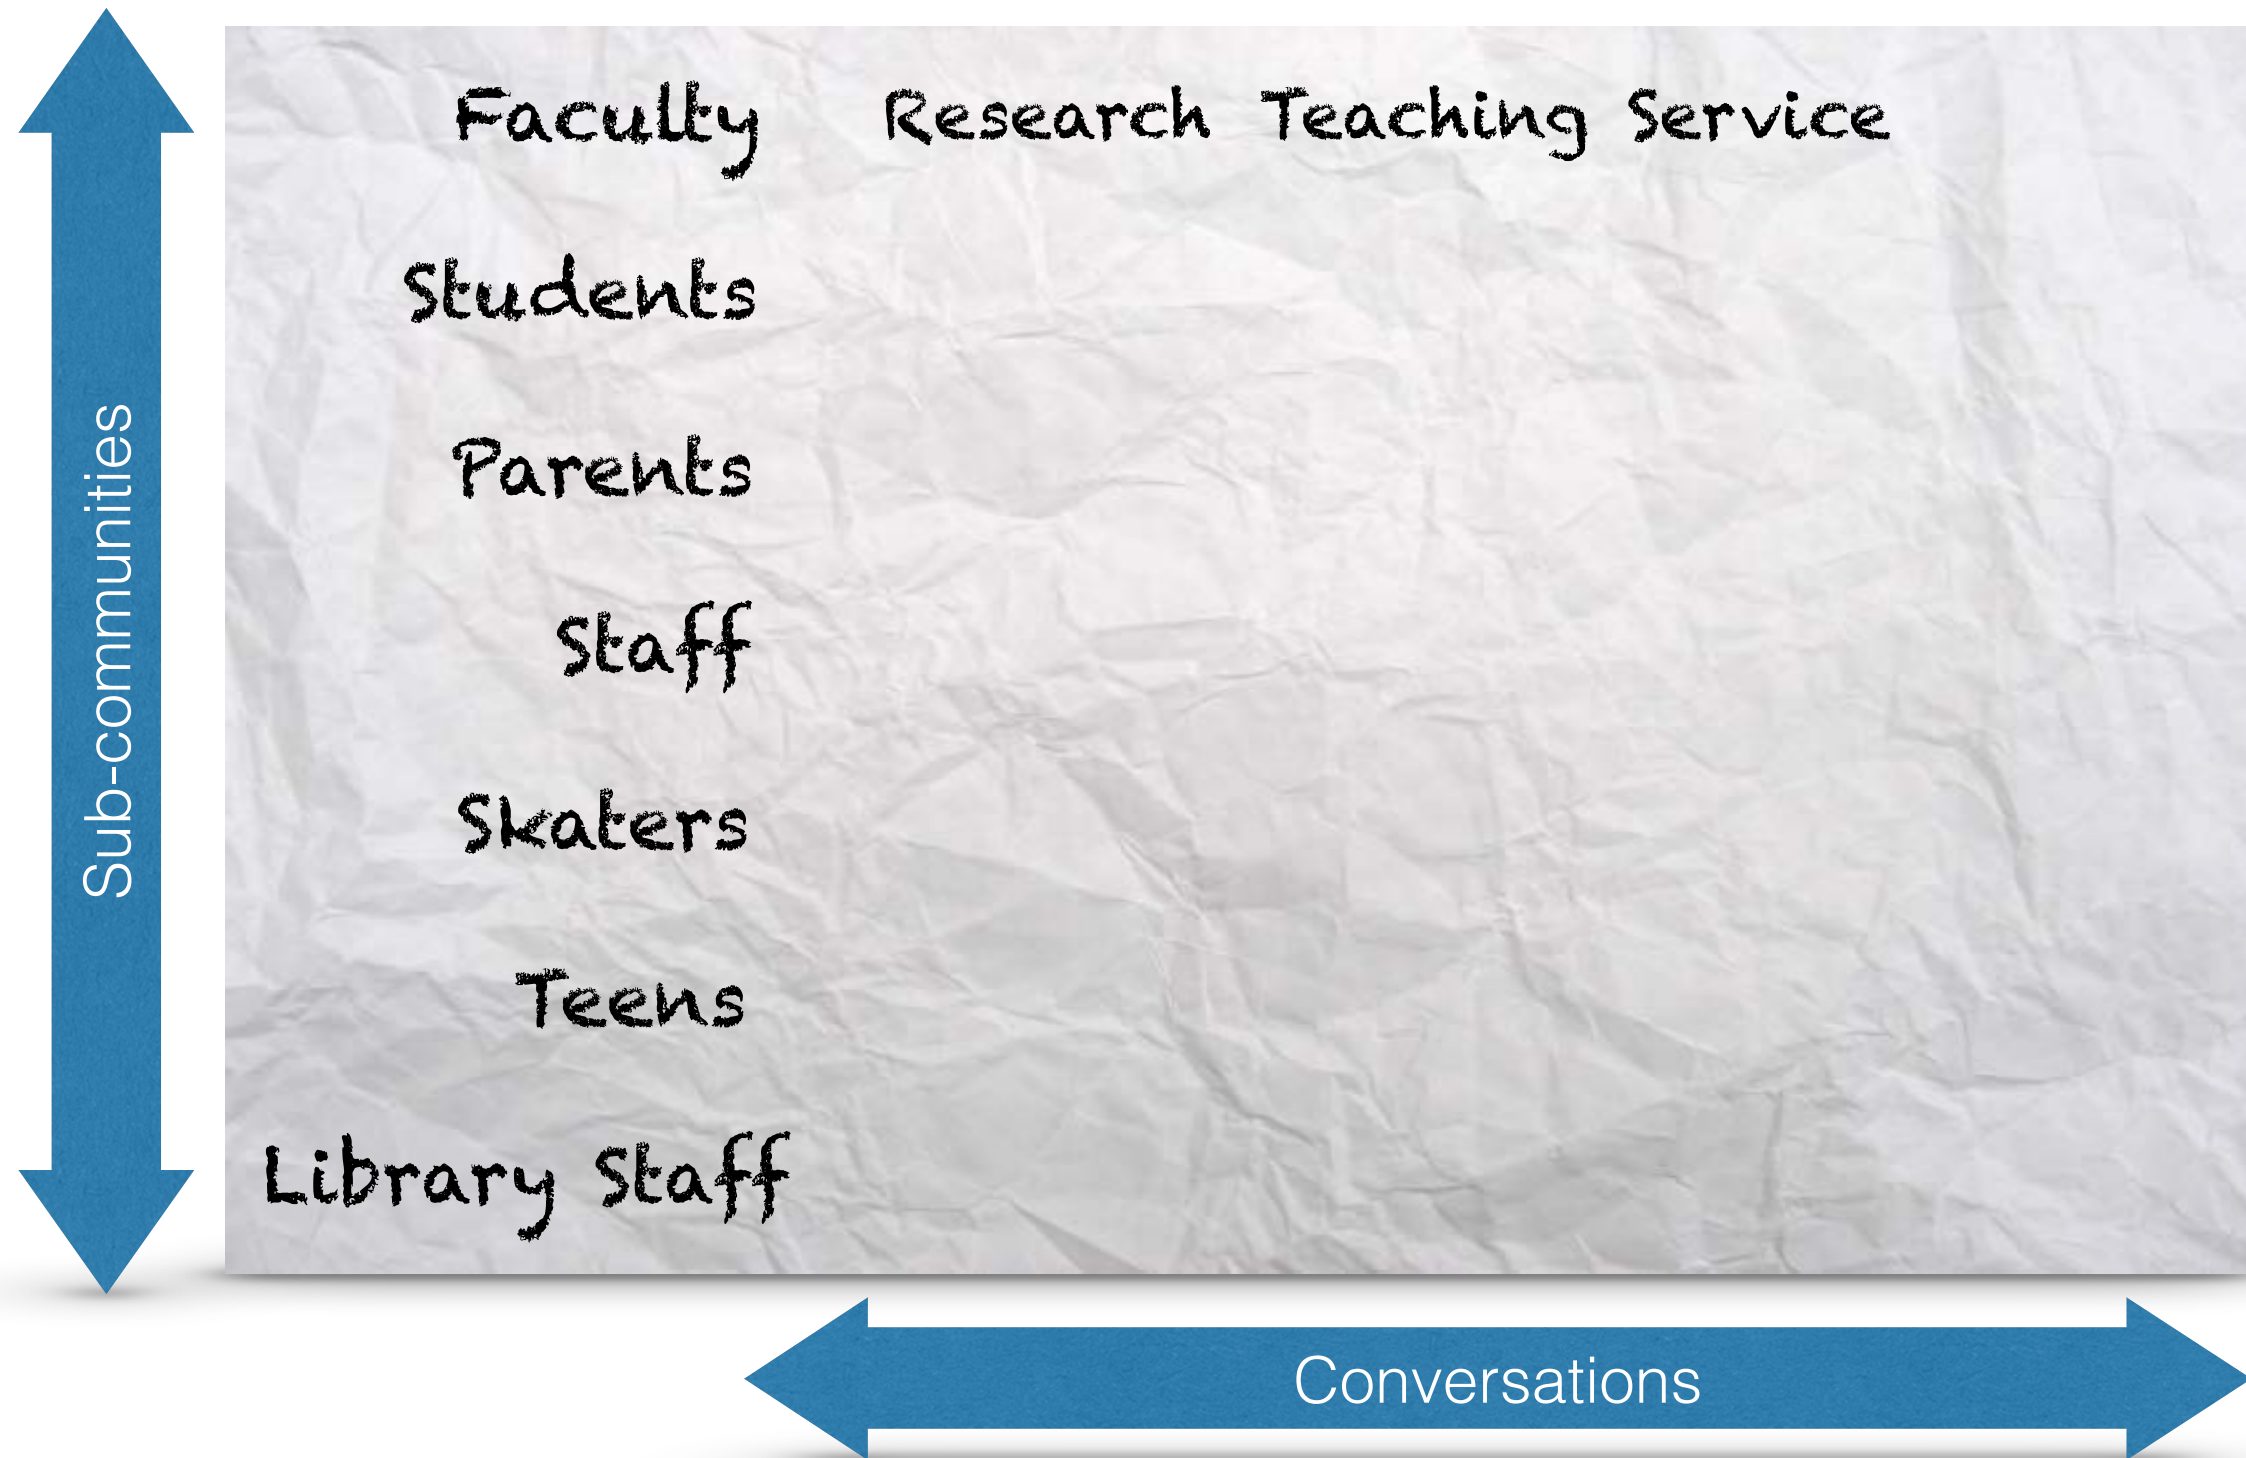 Faculty Research Teaching Service
Students
Parents
Staff
Skaters
Teens
Library Staff
Sub-communities
Conversations